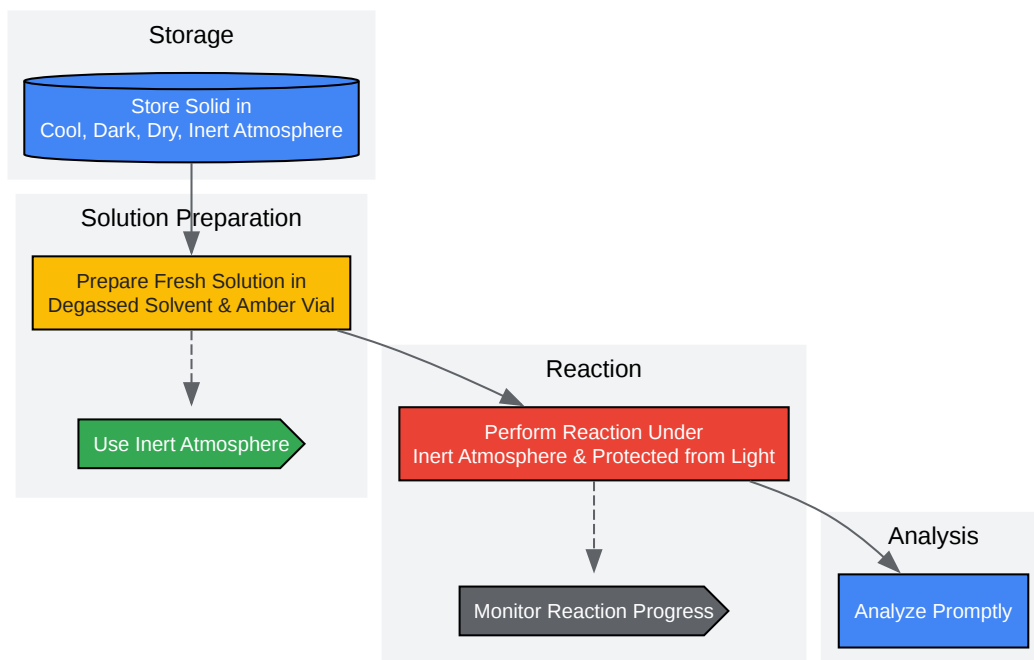 Storage
Store Solid in
Cool, Dark, Dry, Inert Atmosphere
Solution Preparation
Prepare Fresh Solution in
Degassed Solvent & Amber Vial
Use Inert Atmosphere
Reaction
Perform Reaction Under
Inert Atmosphere & Protected from Light
Monitor Reaction Progress
Analysis
Analyze Promptly